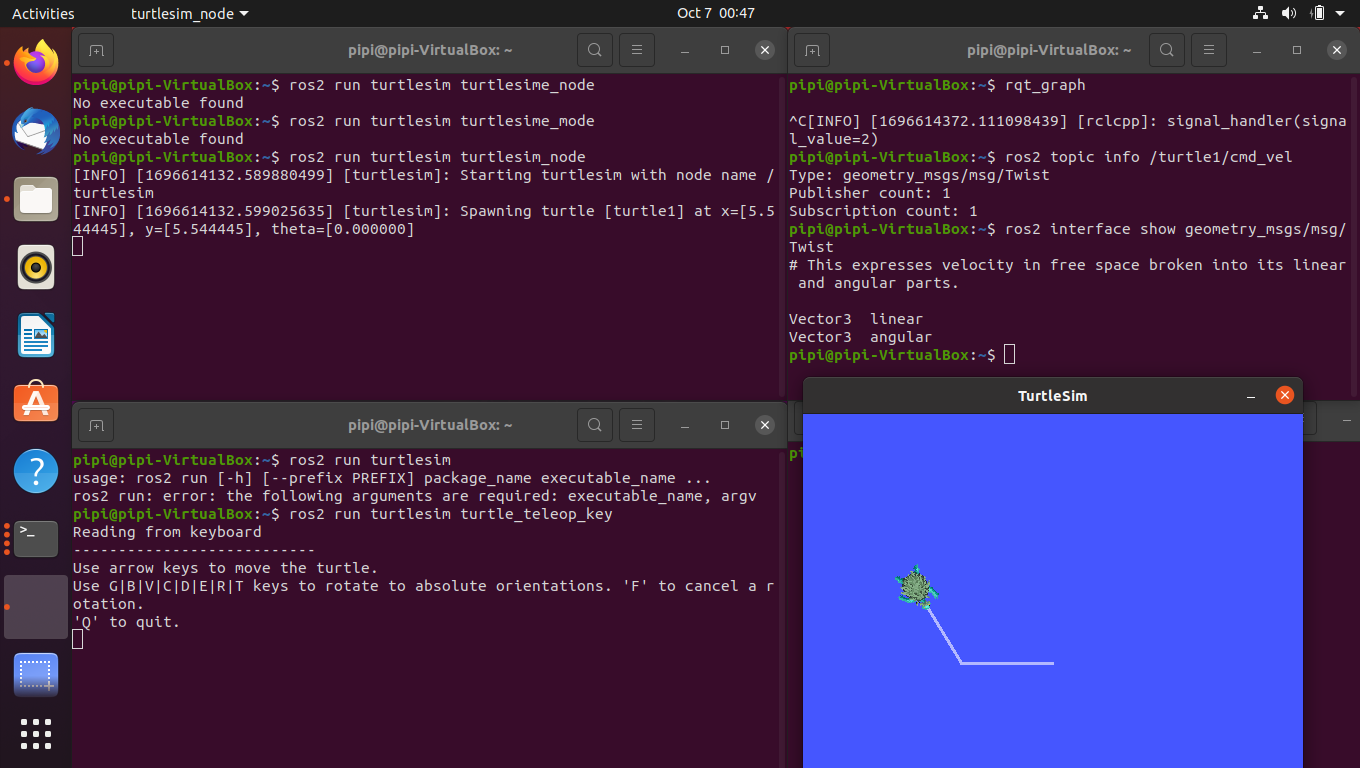 Activities
turtlesim_node
Oct 7 00:47
pipi@pipi-VirtualBox: ~
pipi@pipi-VirtualBox:~$ ros2 run turtlesim turtlesime_node
No executable found
pipi@pipi-VirtualBox:~$ ros2 run turtlesim turtlesime_mode
No executable found
pipi@pipi-VirtualBox:~$ ros2 run turtlesim turtlesim_node
[INFO] [1696614132.589880499] [turtlesim]: Starting turtlesim with node name /
turtlesim
[INFO] [1696614132.599025635] [turtlesim]: Spawning turtle [turtle1] at x=[5.5
44445], y=[5.544445], theta=[0.000000]
pipi@pipi-VirtualBox: ~
pipi@pipi-VirtualBox:~$ rqt_graph
^C[INFO] [1696614372.111098439] [rclcpp]: signal_handler(signa
l_value=2)
pipi@pipi-VirtualBox:~$ ros2 topic info /turtle1/cmd_vel
Type: geometry_msgs/msg/Twist
Publisher count: 1
Subscription count: 1
pipi@pipi-VirtualBox:~$ ros2 interface show geometry_msgs/msg/
Twist
# This expresses velocity in free space broken into its linear
and angular parts.
Vector3  linear
Vector3  angular
pipi@pipi-VirtualBox:~$
pipi@pipi-VirtualBox: ~
pipi@pipi-VirtualBox:~$ ros2 run turtlesim
usage: ros2 run [-h] [--prefix PREFIX] package_name executable_name ...
ros2 run: error: the following arguments are required: executable_name, argv
pipi@pipi-VirtualBox:~$ ros2 run turtlesim turtle_teleop_key
Reading from keyboard
---------------------------
Use arrow keys to move the turtle.
Use G|B|V|C|D|E|R|T keys to rotate to absolute orientations. 'F' to cancel a r
otation.
'Q' to quit.
TurtleSim